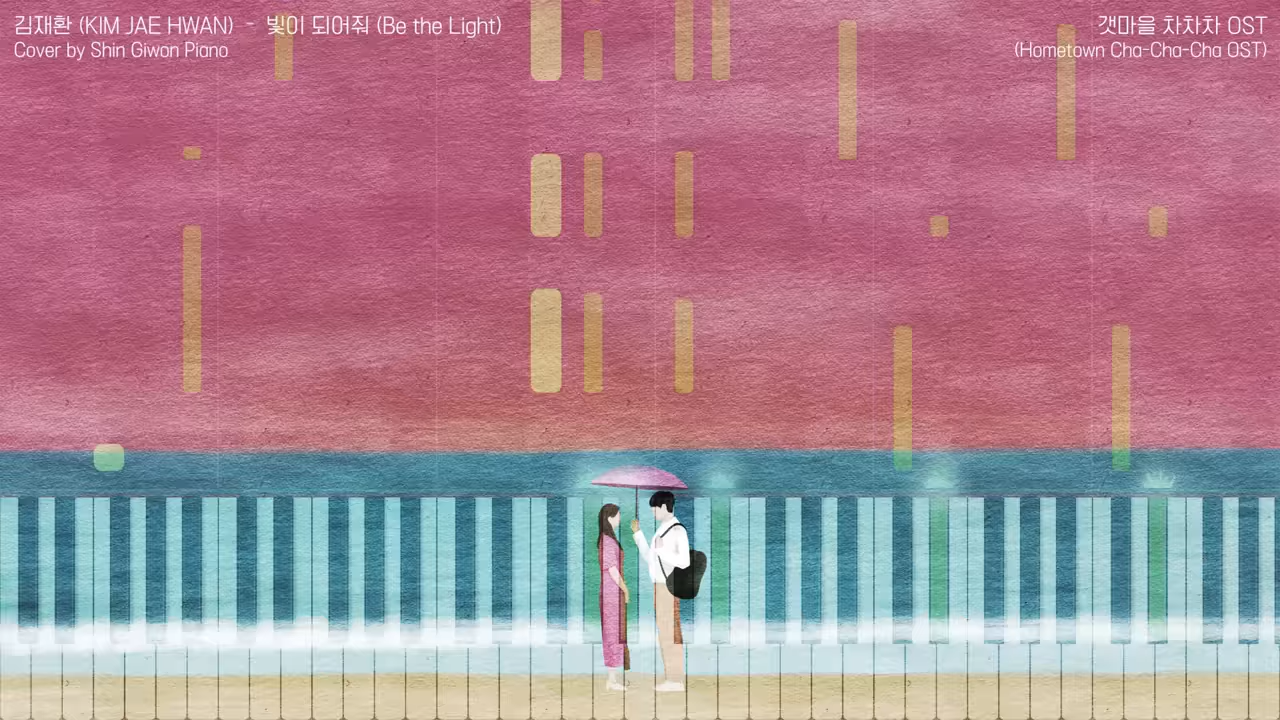 김재환 (KIM JAE HWAN) - 빛이 되어줘 (Be the Light)
Cover by Shin Giwon Piano
갯마을 차차차 OST
(Hometown Cha-Cha-Cha OST)